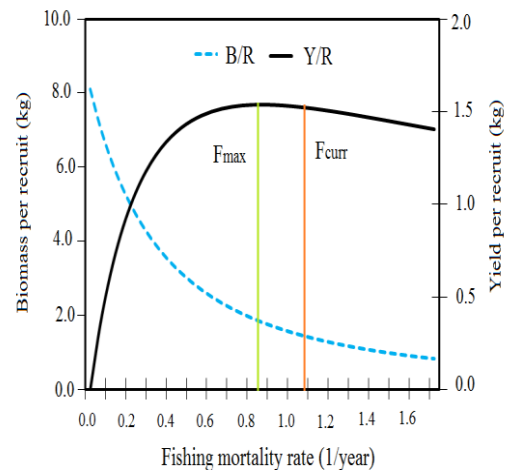 B/R Y/R
Biomass per recruit (kg)
10.0
8.0
6.0
4.0
2.0
0.0
Fmax
Fcurr
2.0
1.5
1.0
0.5
0.0
Yield per recruit (kg)
0.0 0.2 0.4 0.6 0.8 1.0 1.2 1.4 1.6
Fishing mortality rate (1/year)